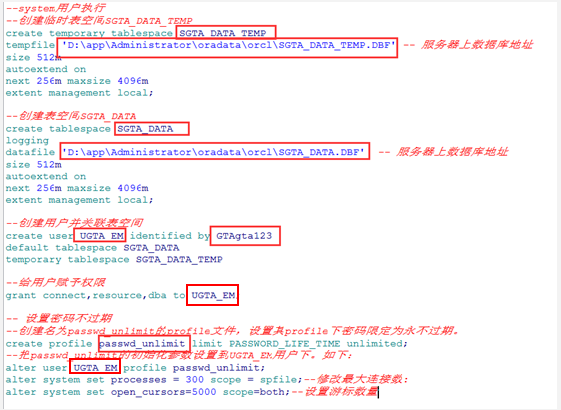 --system用户执行
--创建临时表空间SGTA_DATA_TEMP
create temporary tablespace SGTA_DATA_TEMP
tempfile 'D:\app\Administrator\oradata\orcl\SGTA_DATA_TEMP.DBF' -- 服务器上数据库地址
size 512m
autoextend on
next 256m maxsize 4096m
extent management local;
--创建表空间SGTA_DATA
create tablespace SGTA_DATA
logging
datafile 'D:\app\Administrator\oradata\orcl\SGTA_DATA.DBF' -- 服务器上数据库地址
size 512m
autoextend on
next 256m maxsize 4096m
extent management local;
--创建用户并关联表空间
create user UGTA_EM identified by GTAgta123
default tablespace SGTA_DATA
temporary tablespace SGTA_DATA_TEMP
--给用户赋予权限
grant connect,resource,dba to UGTA_EM
-- 设置密码不过期
--创建名为passwd_unlimit的profile文件，设置其profile下密码限定为永不过期。
create profile passwd_unlimit limit PASSWORD_LIFE_TIME unlimited;
--把passwd_unlimit的初始化参数设置到UGTA_EM用户下。如下：
alter user UGTA_EM profile passwd_unlimit;
alter system set processes = 300 scope = spfile;--修改最大连接数;
alter system set open_cursors=5000 scope=both;--设置游标数量